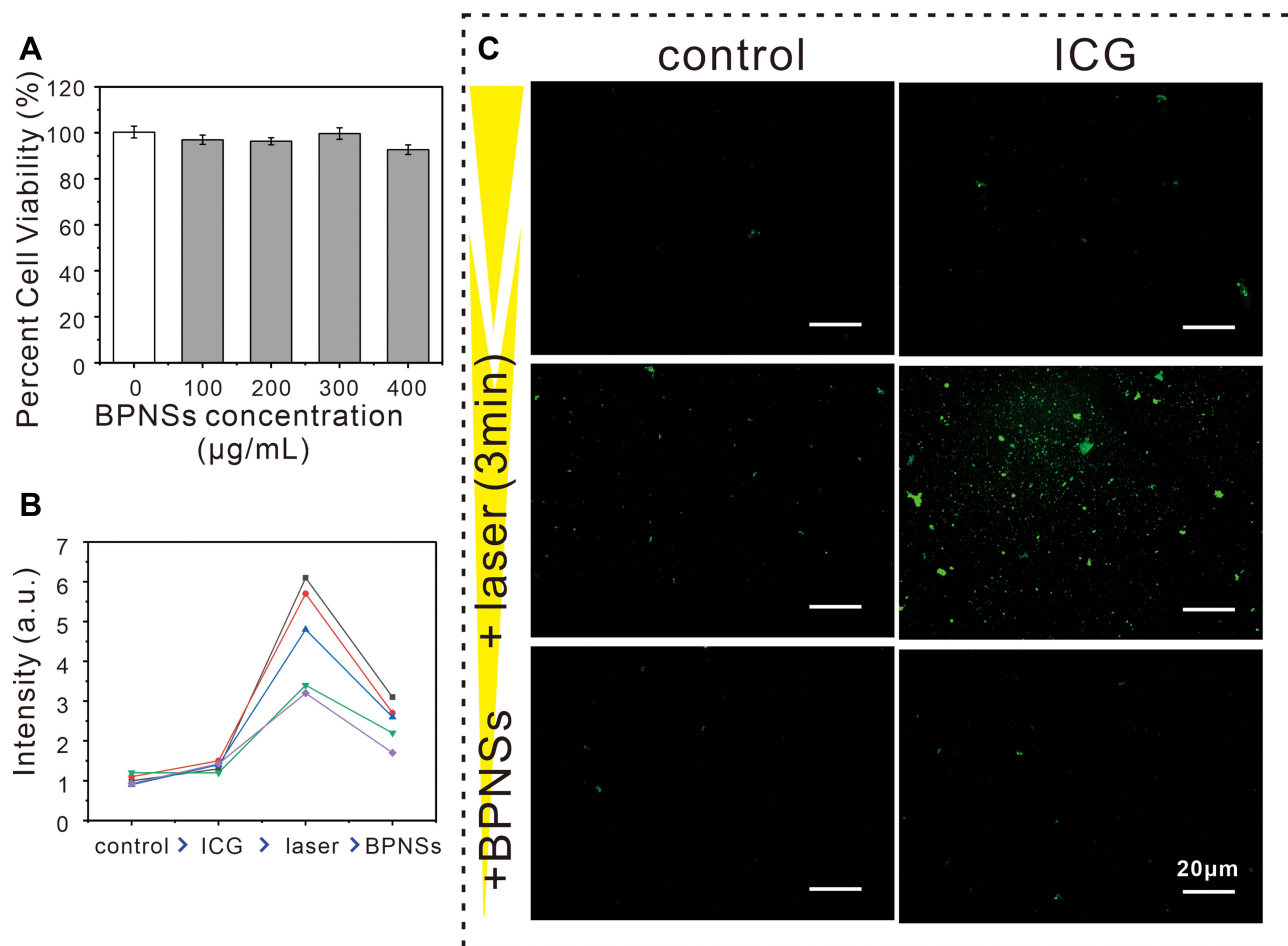 A
Percent Cell Viability (%)
120
100
80
60
40
20
0
0 100 200 300 400
BPNSs concentration
(μg/mL)
B
Intensity (a.u.)
7
6
5
4
3
2
1
0
control > ICG > laser > BPNSs
C
control ICG
+BPNSs + laser (3min)
20μm